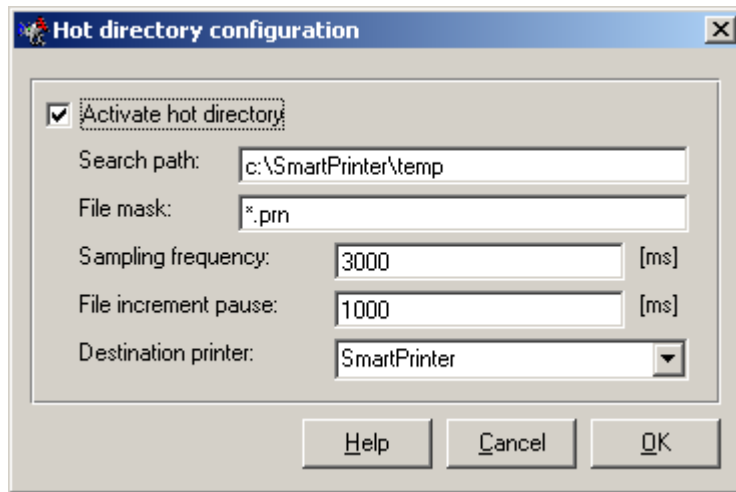 Hot directory configuration
Activate hot directory
Search path: c:\SmartPrinter\temp
File mask: *.prn
Sampling frequency: 3000 [ms]
File increment pause: 1000 [ms]
Destination printer: SmartPrinter
Help Cancel OK